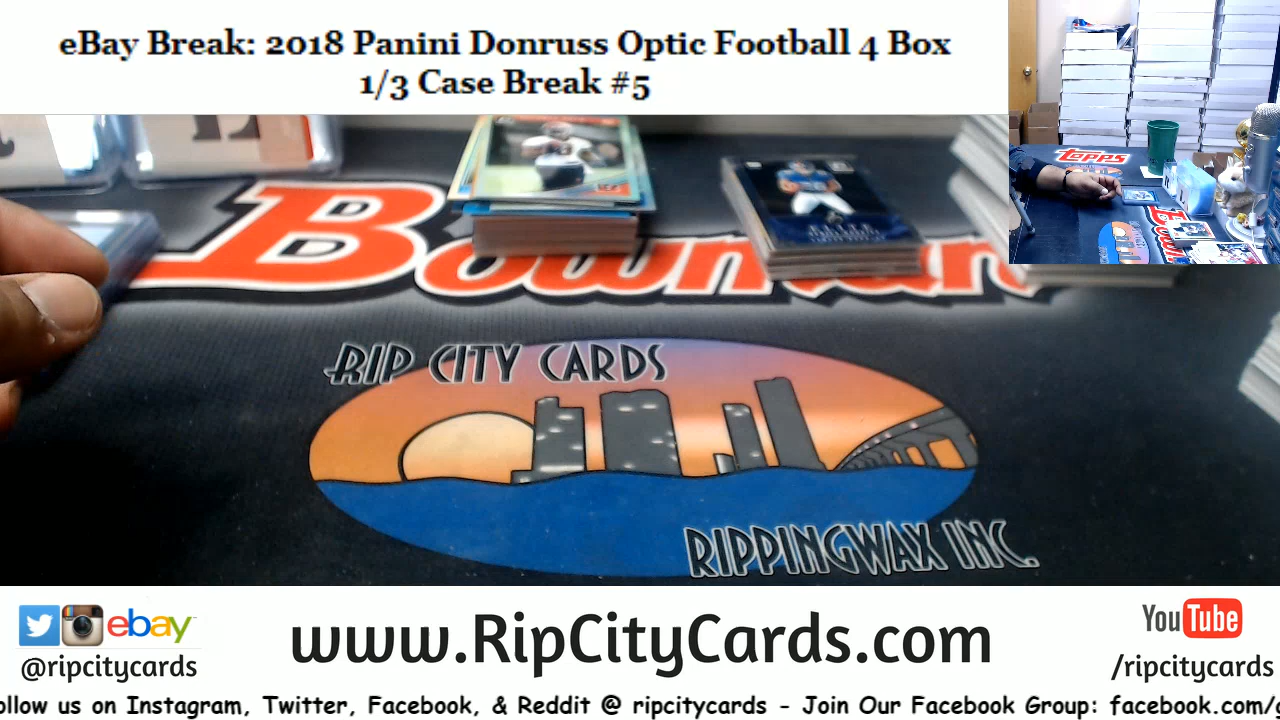 eBay Break: 2018 Panini Donruss Optic Football 4 Box
1/3 Case Break #5
topps
Bowman
RIP CITY CARDS
RIPPINGWAX INC.
ebay
@ripcitycards
www.RipCityCards.com
YouTube
/ripcitycards
ollow us on Instagram, Twitter, Facebook, & Reddit @ ripcitycards - Join Our Facebook Group: facebook.com/g